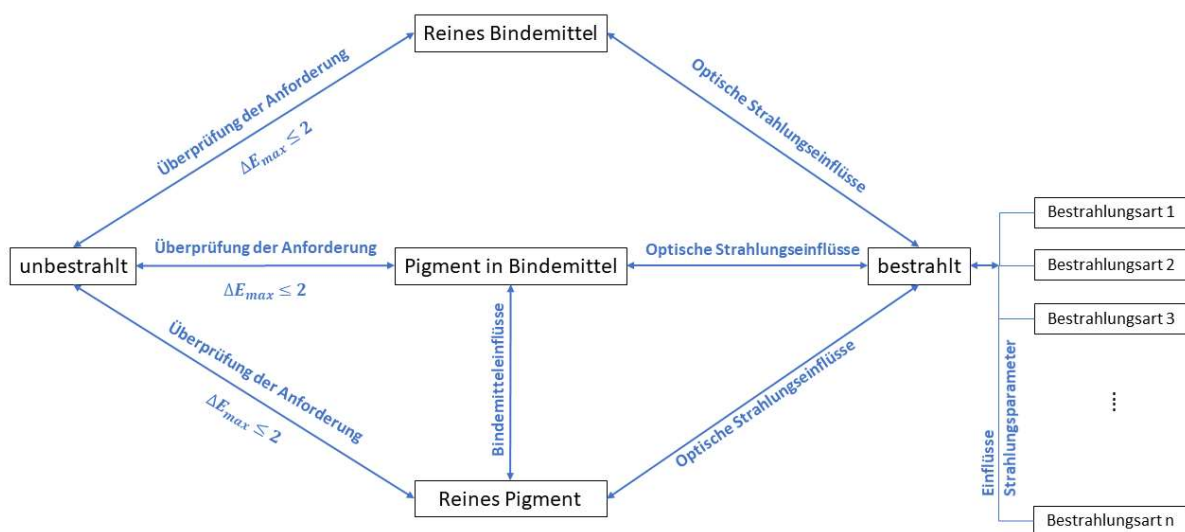 Reines Bindemittel
Überprüfung der Anforderung
ΔE_max ≤ 2
Optische Strahlungseinflüsse
unbestrahlt
Überprüfung der Anforderung
ΔE_max ≤ 2
Pigment in Bindemittel
Optische Strahlungseinflüsse
bestrahlt
Bestrahlungsart 1
Bestrahlungsart 2
Bestrahlungsart 3
⋮
Bestrahlungsart n
Einflüsse
Strahlungsparameter
Überprüfung der Anforderung
ΔE_max ≤ 2
Bindemitteleinflüsse
Optische Strahlungseinflüsse
Reines Pigment